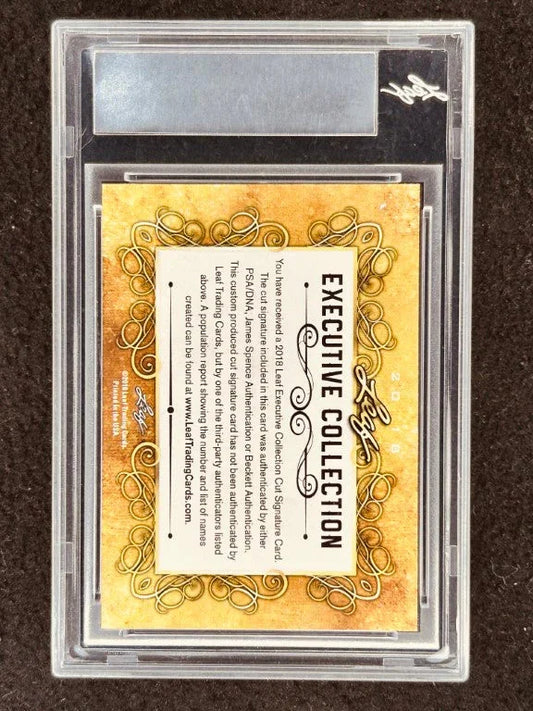 Leaf
2018
Leaf
EXECUTIVE COLLECTION
You have received a 2018 Leaf Executive Collection Cut Signature Card.
The cut signature included in this card was authenticated by either
PSA/DNA, James Spence Authentication or Beckett Authentication.
This custom produced cut signature card has not been authenticated by
Leaf Trading Cards, but by one of the third-party authenticators listed
above. A population report showing the number and list of names
created can be found at www.LeafTradingCards.com.
Leaf
©2018 Leaf Trading Cards
Printed in the USA